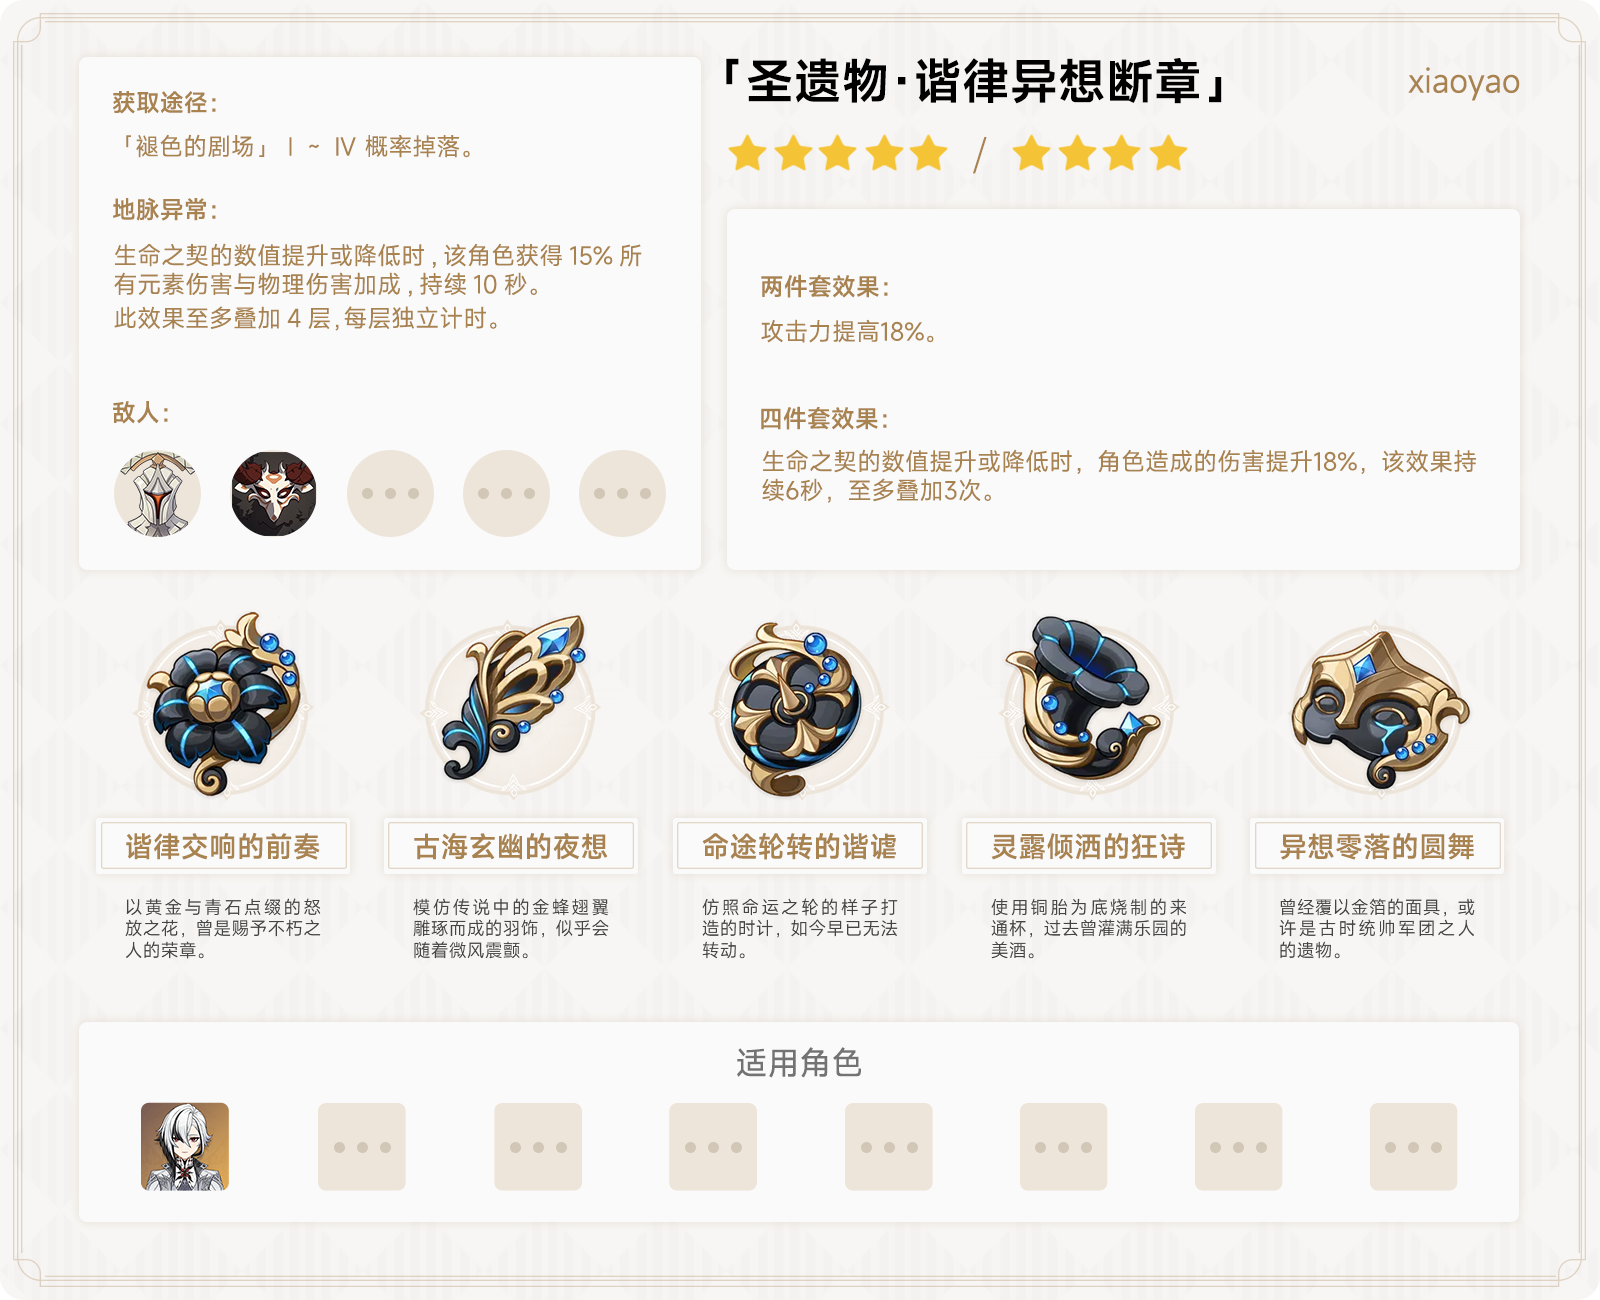 「圣遗物·谐律异想断章」
xiaoyao
/
获取途径：
「褪色的剧场」Ⅰ ~ Ⅳ 概率掉落。
地脉异常：
生命之契的数值提升或降低时，该角色获得 15% 所
有元素伤害与物理伤害加成，持续 10 秒。
此效果至多叠加 4 层，每层独立计时。
敌人：
两件套效果：
攻击力提高18%。
四件套效果：
生命之契的数值提升或降低时，角色造成的伤害提升18%，该效果持
续6秒，至多叠加3次。
谐律交响的前奏
以黄金与青石点缀的怒
放之花，曾是赐予不朽之
人的荣章。
古海玄幽的夜想
模仿传说中的金蜂翅翼
雕琢而成的羽饰，似乎会
随着微风震颤。
命途轮转的谐谑
仿照命运之轮的样子打
造的时计，如今早已无法
转动。
灵露倾洒的狂诗
使用铜胎为底烧制的来
通杯，过去曾灌满乐园的
美酒。
异想零落的圆舞
曾经覆以金箔的面具，或
许是古时统帅军团之人
的遗物。
适用角色